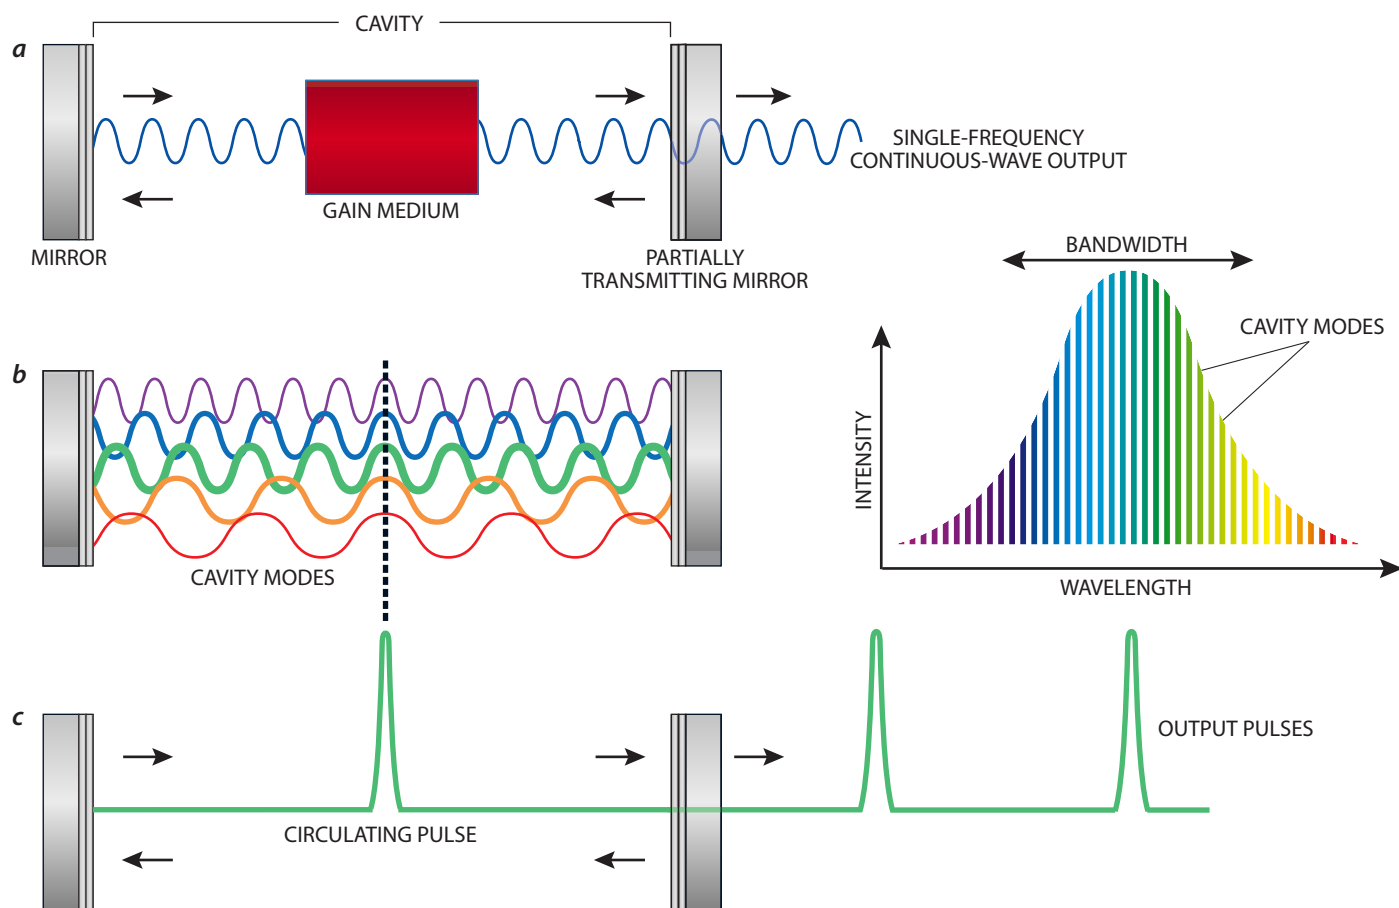 CAVITY
a
SINGLE-FREQUENCY
CONTINUOUS-WAVE OUTPUT
GAIN MEDIUM
MIRROR
PARTIALLY
TRANSMITTING MIRROR
BANDWIDTH
CAVITY MODES
INTENSITY
WAVELENGTH
b
CAVITY MODES
c
OUTPUT PULSES
CIRCULATING PULSE